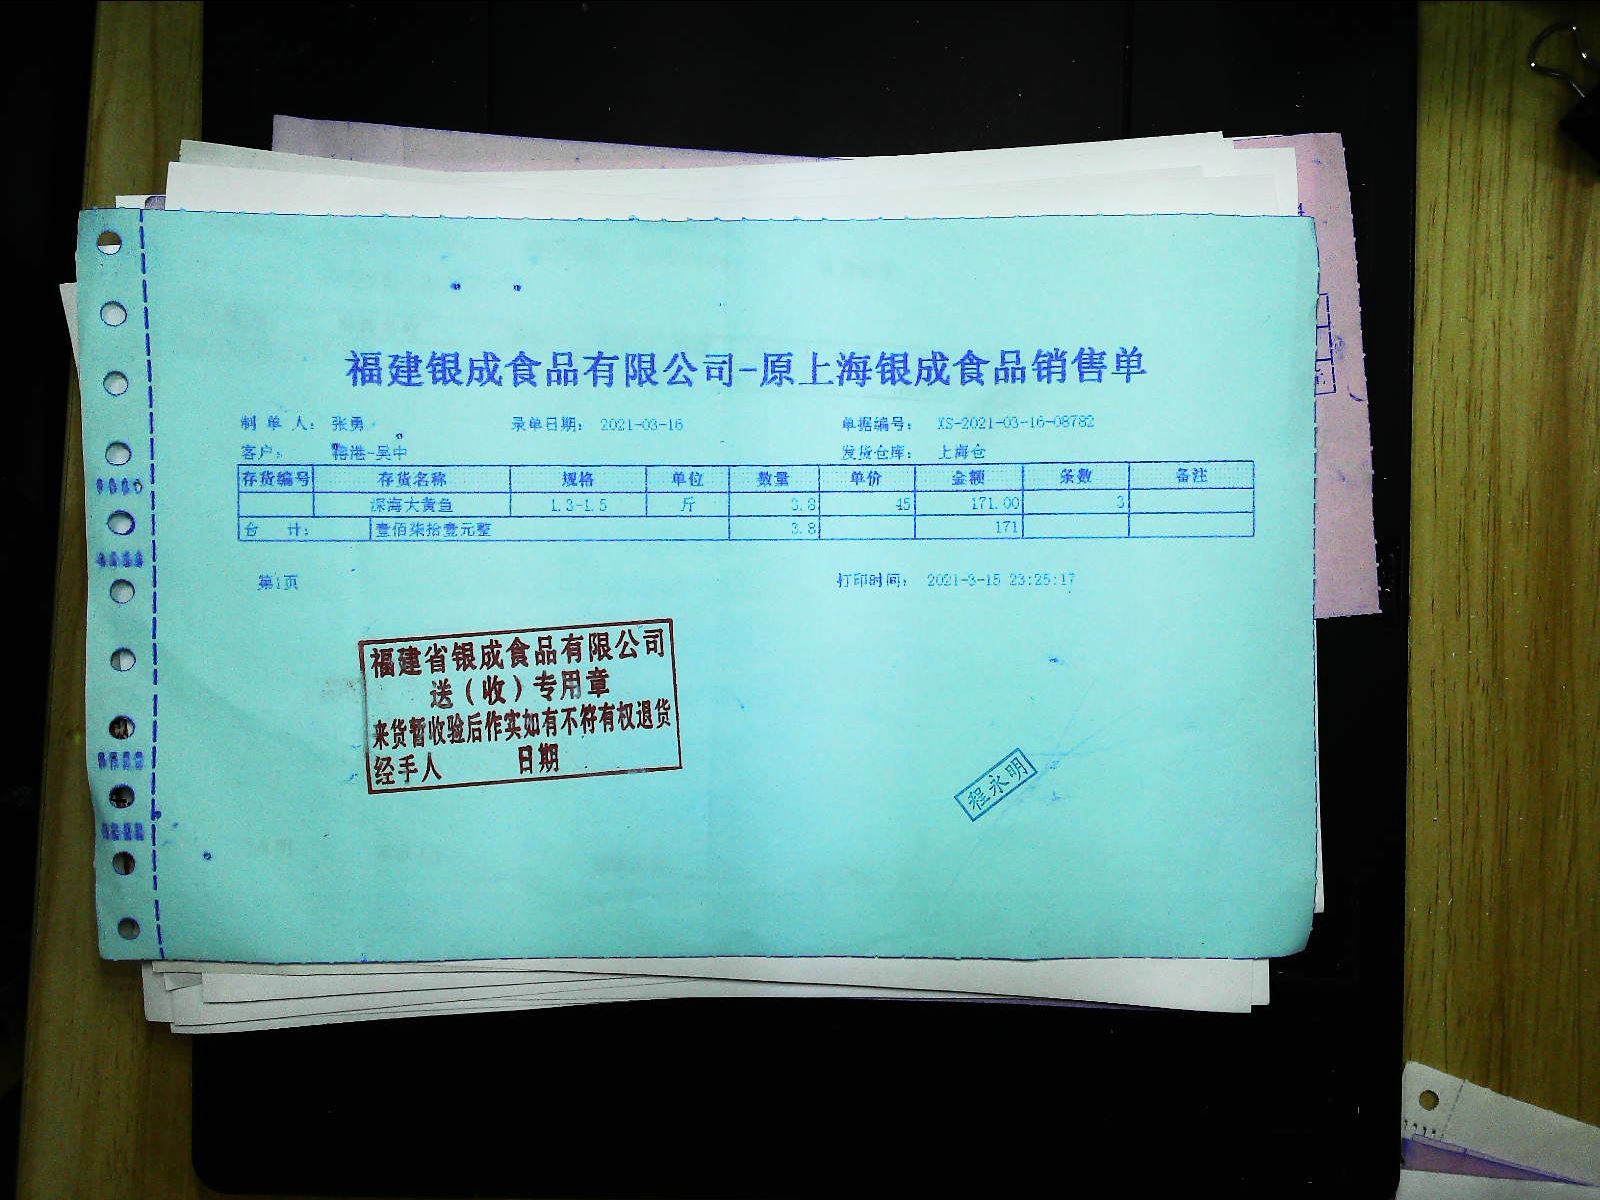 福建银成食品有限公司-原上海银成食品销售单
制 单 人： 张勇 录单日期： 2021-03-16 单据编号： XS-2021-03-16-08782
客户： 港-吴中 发货仓库： 上海仓
存货编号 存货名称 规格 单位 数量 单价 金额 条数 备注
深海大黄鱼 1.3-1.5 斤 3.8 45 171.00 3
合 计： 壹佰柒拾壹元整 3.8 171
第1页 打印时间： 2021-3-15 23:25:17
福建省银成食品有限公司
送（收）专用章
来货暂收验后作实如有不符有权退货
经手人 日期
程永明